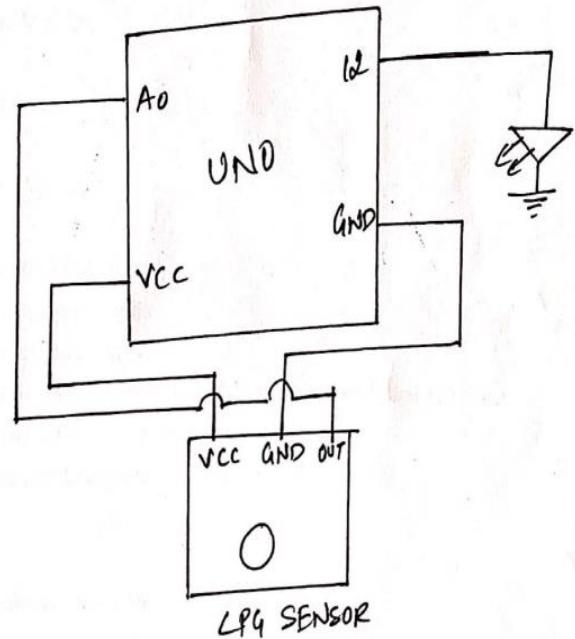 A0
12
UNO
GND
VCC
VCC GND OUT
LPG SENSOR